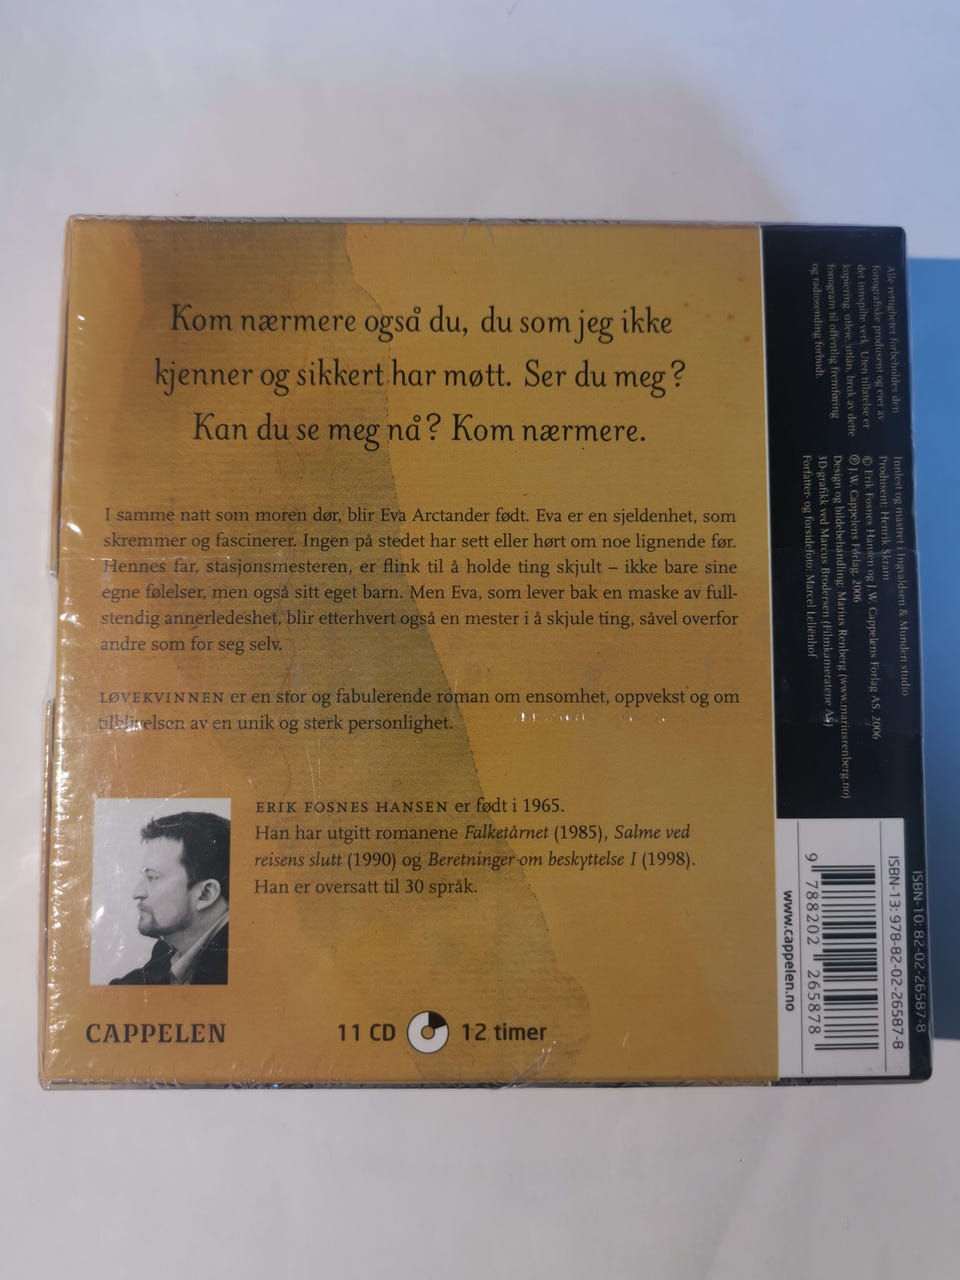 Kom nærmere også du, du som jeg ikke
kjenner og sikkert har møtt. Ser du meg?
Kan du se meg nå? Kom nærmere.
I samme natt som moren dør, blir Eva Arctander født. Eva er en sjeldenhet, som
skremmer og fascinerer. Ingen på stedet har sett eller hørt om noe lignende før.
Hennes far, stasjonsmesteren, er flink til å holde ting skjult – ikke bare sine
egne følelser, men også sitt eget barn. Men Eva, som lever bak en maske av full-
stendig annerledeshet, blir etterhvert også en mester i å skjule ting, såvel overfor
andre som for seg selv.
LØVEKVINNEN er en stor og fabulerende roman om ensomhet, oppvekst og om
tilblivelsen av en unik og sterk personlighet.
ERIK FOSNES HANSEN er født i 1965.
Han har utgitt romanene Falketårnet (1985), Salme ved
reisens slutt (1990) og Beretninger om beskyttelse I (1998).
Han er oversatt til 30 språk.
CAPPELEN
11 CD 12 timer
Alle rettigheter forbeholdes den
fonografiske produsent og eier av
det innspilte verk. Uten tillatelse er
kopiering, utleie, utlån, bruk av dette
fonogram til offentlig fremføring
og radiosending forbudt.
Innlest og mastret i Ingvaldsen & Munden studio
Produsent: Henrik Skram
© Erik Fosnes Hansen og J.W. Cappelens Forlag AS, 2006
℗ J.W. Cappelens Forlag, 2006
Design og bildebehandling: Marius Renberg (www.mariusrenberg.no)
3D-grafikk ved Marcus Brodersen (Filmkameratene AS)
Forfatter- og forsidefoto: Marcel Leliënhof
ISBN-10: 82-02-26587-8
ISBN-13: 978-82-02-26587-8
9 788202 265878
www.cappelen.no